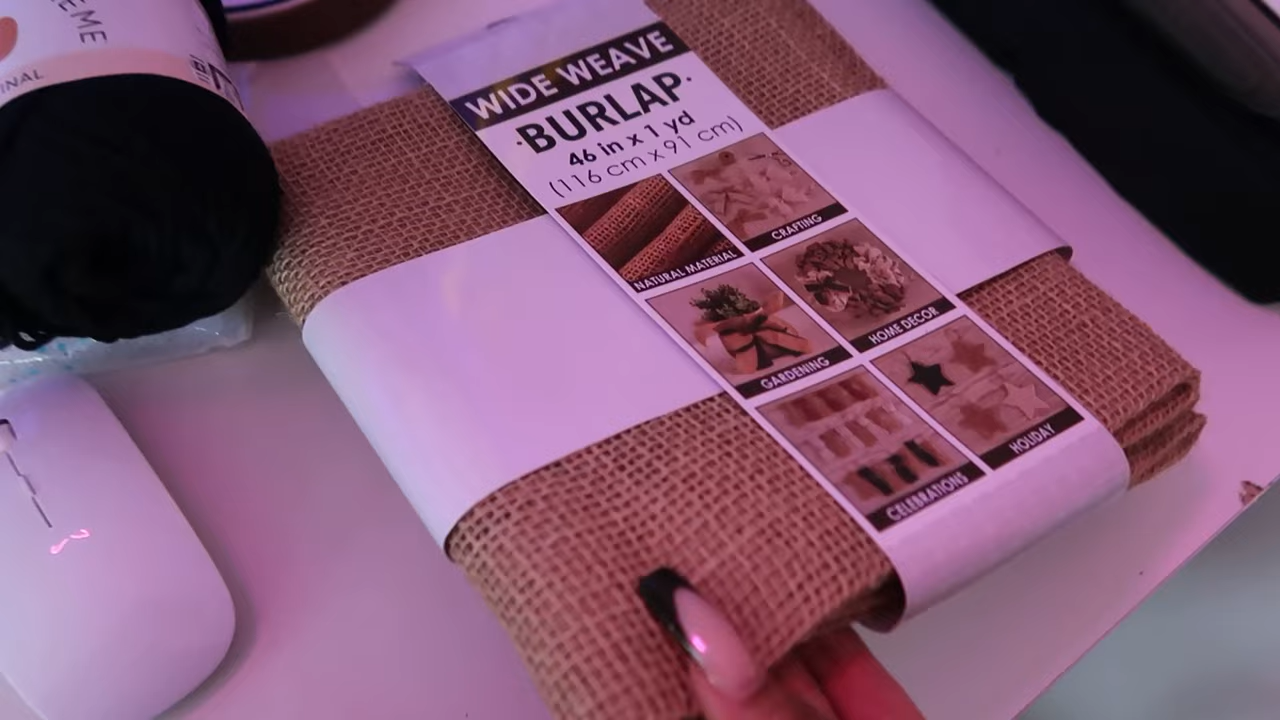 WIDE WEAVE
·BURLAP·
46 in x 1 yd
(116 cm x 91 cm)
NATURAL MATERIAL
CRAFTING
GARDENING
HOME DECOR
CELEBRATIONS
HOLIDAY